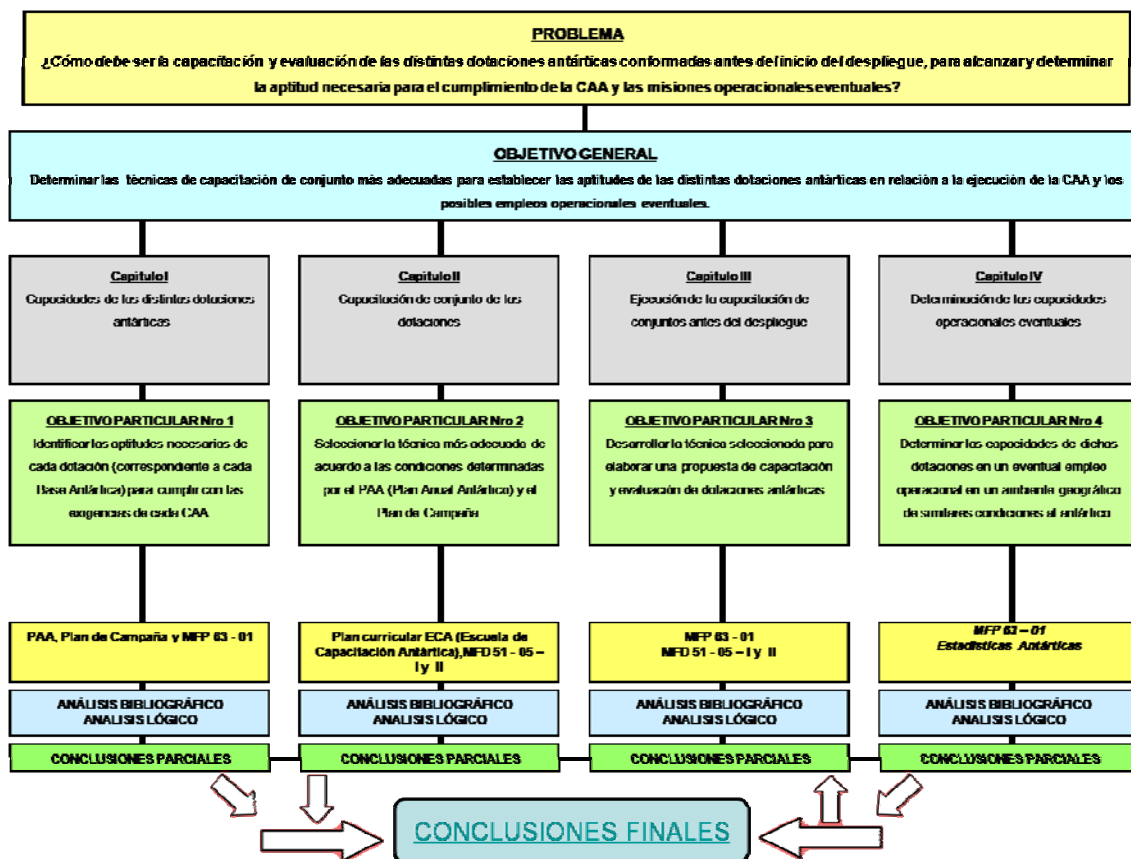 PROBLEMA
¿Cómo debe ser la capacitación y evaluación de las distintas dotaciones antárticas conformadas antes del inicio del despliegue, para alcanzar y determinar
la aptitud necesaria para el cumplimiento de la CAA y las misiones operacionales eventuales?
OBJETIVO GENERAL
Determinar las técnicas de capacitación de conjunto más adecuadas para establecer las aptitudes de las distintas dotaciones antárticas en relación a la ejecución de la CAA y los
posibles empleos operacionales eventuales.
Capitulo I
Capacidades de las distintas dotaciones
antárticas
Capitulo II
Capacitación de conjunto de las
dotaciones
Capitulo III
Ejecución de la capacitación de
conjuntos antes del despliegue
Capitulo IV
Determinación de las capacidades
operacionales eventuales
OBJETIVO PARTICULAR Nro 1
Identificar las aptitudes necesarias de
cada dotación (correspondiente a cada
Base Antártica) para cumplir con las
exigencias de cada CAA
OBJETIVO PARTICULAR Nro 2
Seleccionar la técnica más adecuada de
acuerdo a las condiciones determinadas
por el PAA (Plan Anual Antártico) y el
Plan de Campaña
OBJETIVO PARTICULAR Nro 3
Desarrollar la técnica seleccionada para
elaborar una propuesta de capacitación
y evaluación de dotaciones antárticas
OBJETIVO PARTICULAR Nro 4
Determinar las capacidades de dichas
dotaciones en un eventual empleo
operacional en un ambiente geográfico
de similares condiciones al antártico
PAA, Plan de Campaña y MFP 63 - 01
Plan curricular ECA (Escuela de
Capacitación Antártica), MFD 51 - 05 –
I y II
MFP 63 - 01
MFD 51 - 05 – I y II
MFP 63 – 01
Estadísticas Antárticas
ANÁLISIS BIBLIOGRÁFICO
ANALISIS LÓGICO
ANÁLISIS BIBLIOGRÁFICO
ANALISIS LÓGICO
ANÁLISIS BIBLIOGRÁFICO
ANALISIS LÓGICO
ANÁLISIS BIBLIOGRÁFICO
ANALISIS LÓGICO
CONCLUSIONES PARCIALES
CONCLUSIONES PARCIALES
CONCLUSIONES PARCIALES
CONCLUSIONES PARCIALES
CONCLUSIONES FINALES